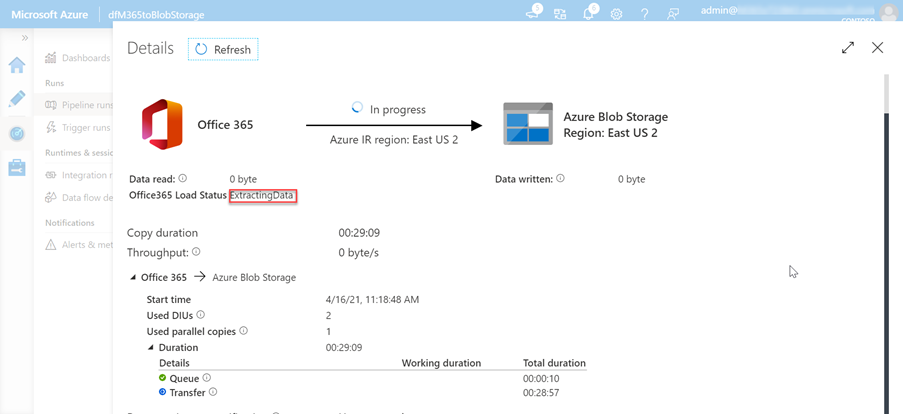 Microsoft Azure | dfM365toBlobStorage
5
6
admin@
CONTOSO
»
Dashboards
Runs
Pipeline runs
Trigger runs
Runtimes & sessio
Integration r
Data flow de
Notifications
Alerts & met
Details
Refresh
Office 365
In progress
Azure IR region: East US 2
Azure Blob Storage
Region: East US 2
Data read: 0 byte
Data written: 0 byte
Office365 Load Status ExtractingData
Copy duration 00:29:09
Throughput: 0 byte/s
Office 365 → Azure Blob Storage
Start time 4/16/21, 11:18:48 AM
Used DIUs 2
Used parallel copies 1
Duration 00:29:09
Details Working duration Total duration
Queue 00:00:10
Transfer 00:28:57